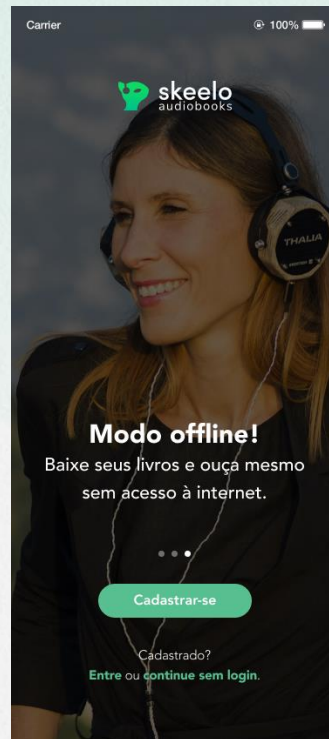 Carrier
100%
skeelo
audiobooks
THALIA
Modo offline!
Baixe seus livros e ouça mesmo
sem acesso à internet.
Cadastrar-se
Cadastrado?
Entre ou continue sem login.